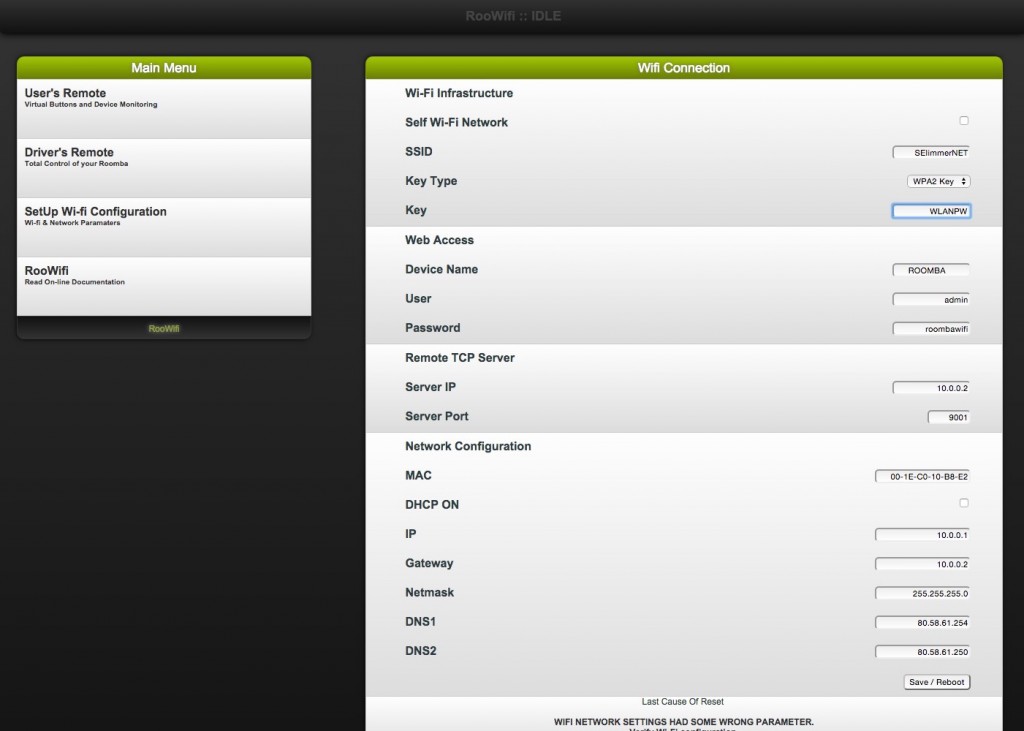 RooWifi :: IDLE
Main Menu
User's Remote
Virtual Buttons and Device Monitoring
Driver's Remote
Total Control of your Roomba
SetUp Wi-fi Configuration
Wi-fi & Network Paramaters
RooWifi
Read On-line Documentation
RooWifi
Wifi Connection
Wi-Fi Infrastructure
Self Wi-Fi Network
SSID SElimmerNET
Key Type WPA2 Key
Key WLANPW
Web Access
Device Name ROOMBA
User admin
Password roombawifi
Remote TCP Server
Server IP 10.0.0.2
Server Port 9001
Network Configuration
MAC 00-1E-C0-10-B8-E2
DHCP ON
IP 10.0.0.1
Gateway 10.0.0.2
Netmask 255.255.255.0
DNS1 80.58.61.254
DNS2 80.58.61.250
Save / Reboot
Last Cause Of Reset
WIFI NETWORK SETTINGS HAD SOME WRONG PARAMETER.
Verify Wi-Fi configuration